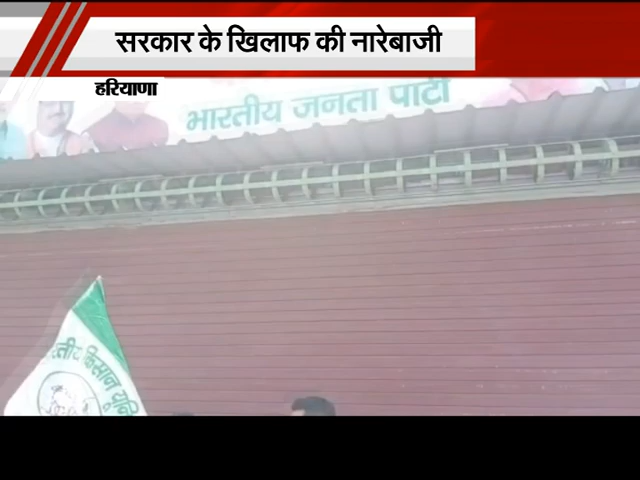 सरकार के खिलाफ की नारेबाजी
हरियाणा
भारतीय जनता पार्टी
किसान